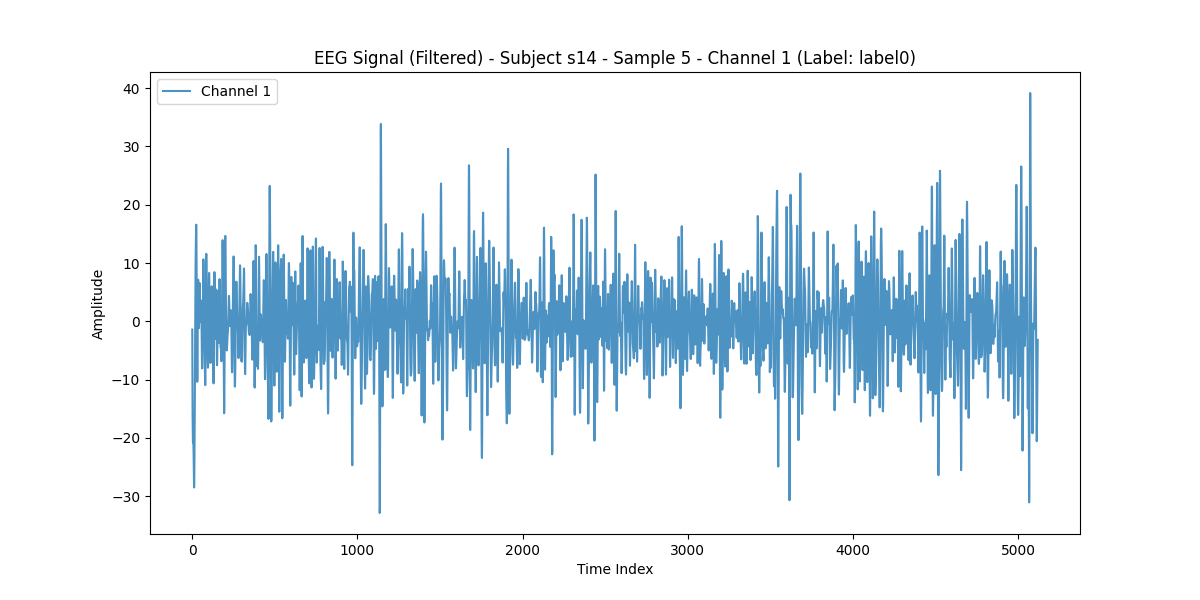 EEG Signal (Filtered) - Subject s14 - Sample 5 - Channel 1 (Label: label0)
Channel 1
40
30
20
10
0
−10
−20
−30
Amplitude
0 1000 2000 3000 4000 5000
Time Index